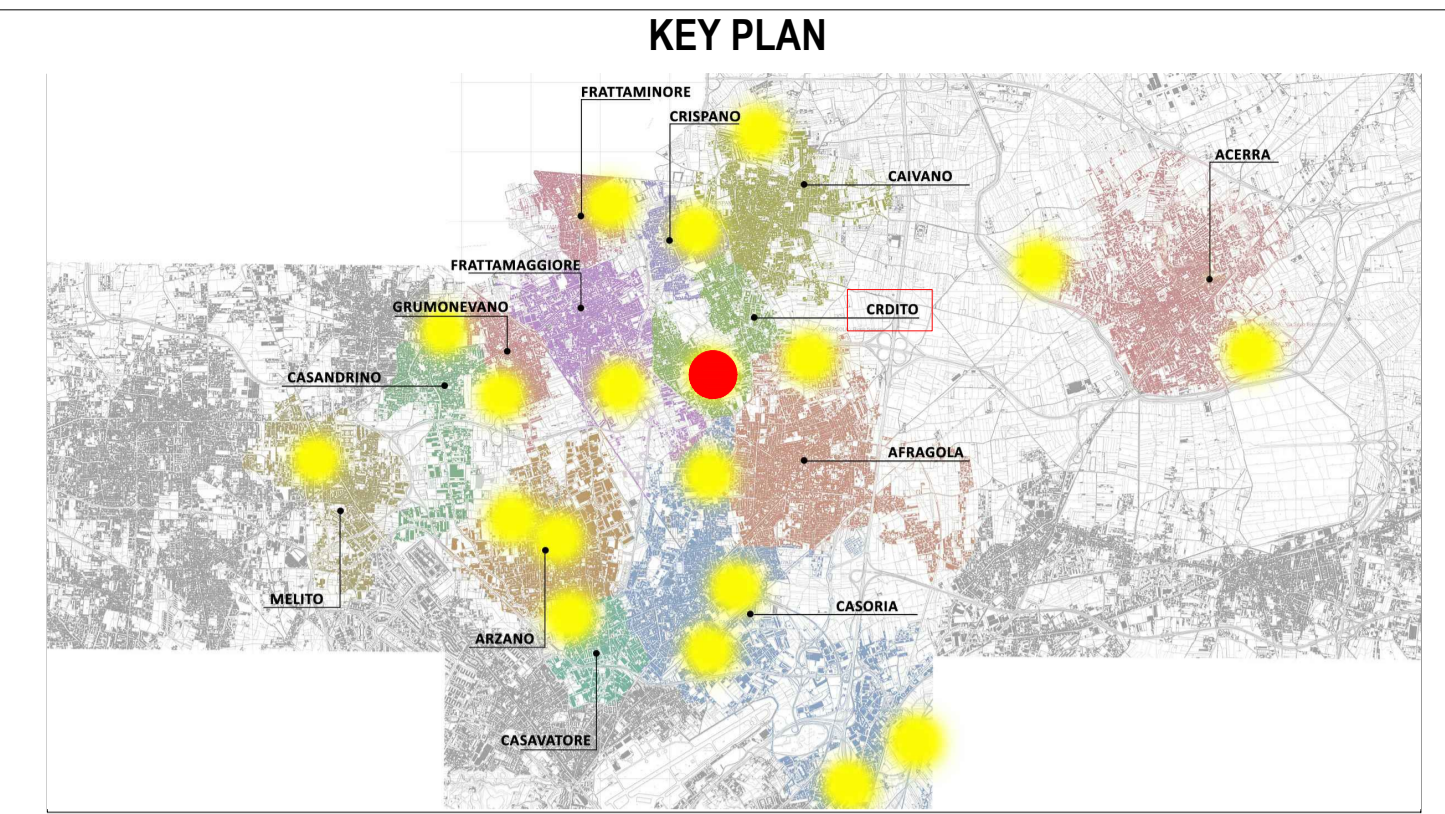 KEY PLAN
FRATTAMINORE
CRISPANO
ACERRA
CAIVANO
FRATTAMAGGIORE
GRUMONEVANO
CRDITO
CASANDRINO
AFRAGOLA
MELITO
CASORIA
ARZANO
CASAVATORE